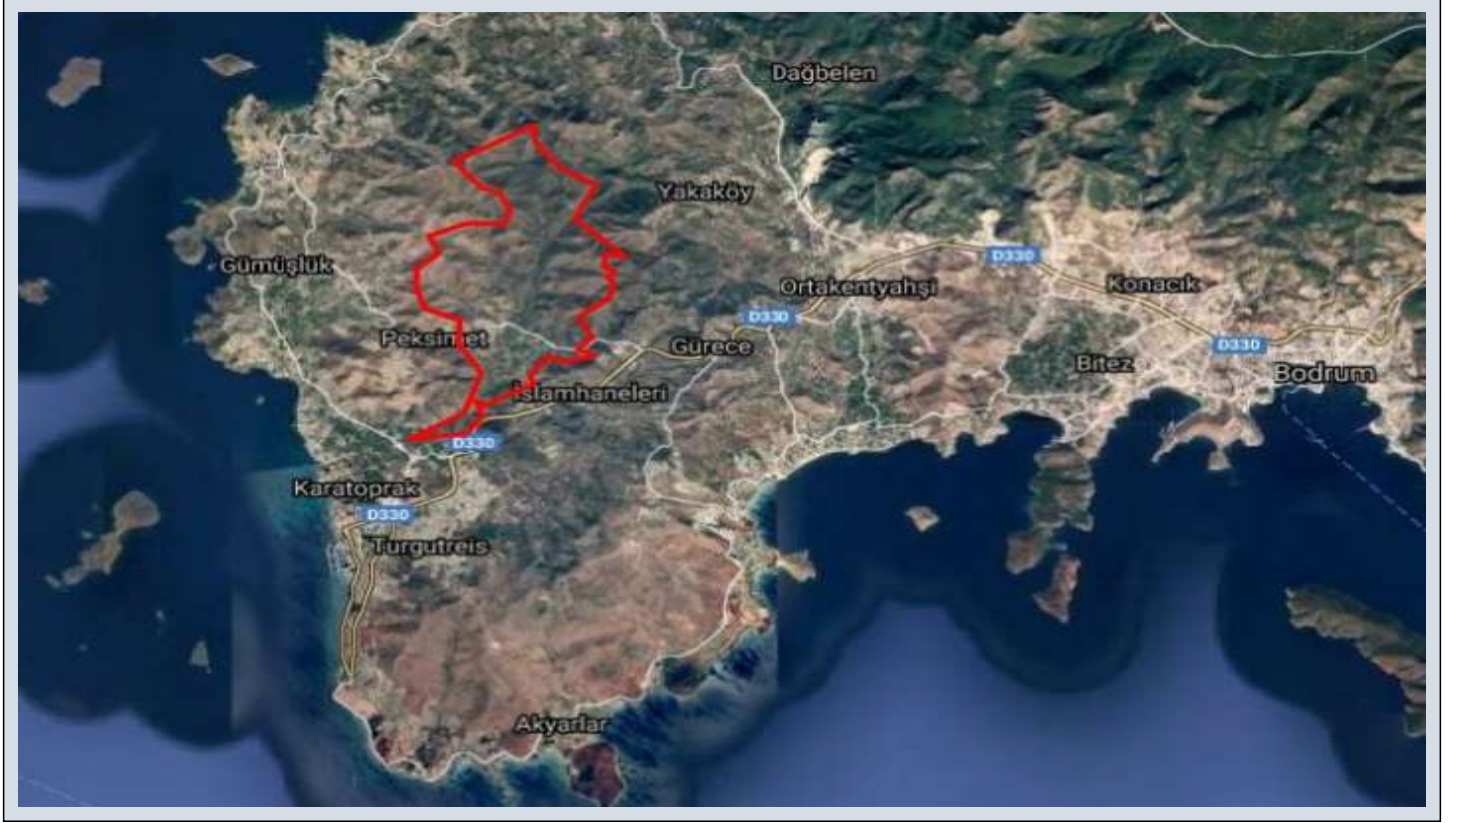 Dağbelen
Yakaköy
D330
Gümüşlük
Ortakentyahşi
Konacık
D330
Peksimet
Gürece
D330
Bitez
Bodrum
İslamhaneleri
D330
Karatoprak
D330
Turgutreis
Akyarlar